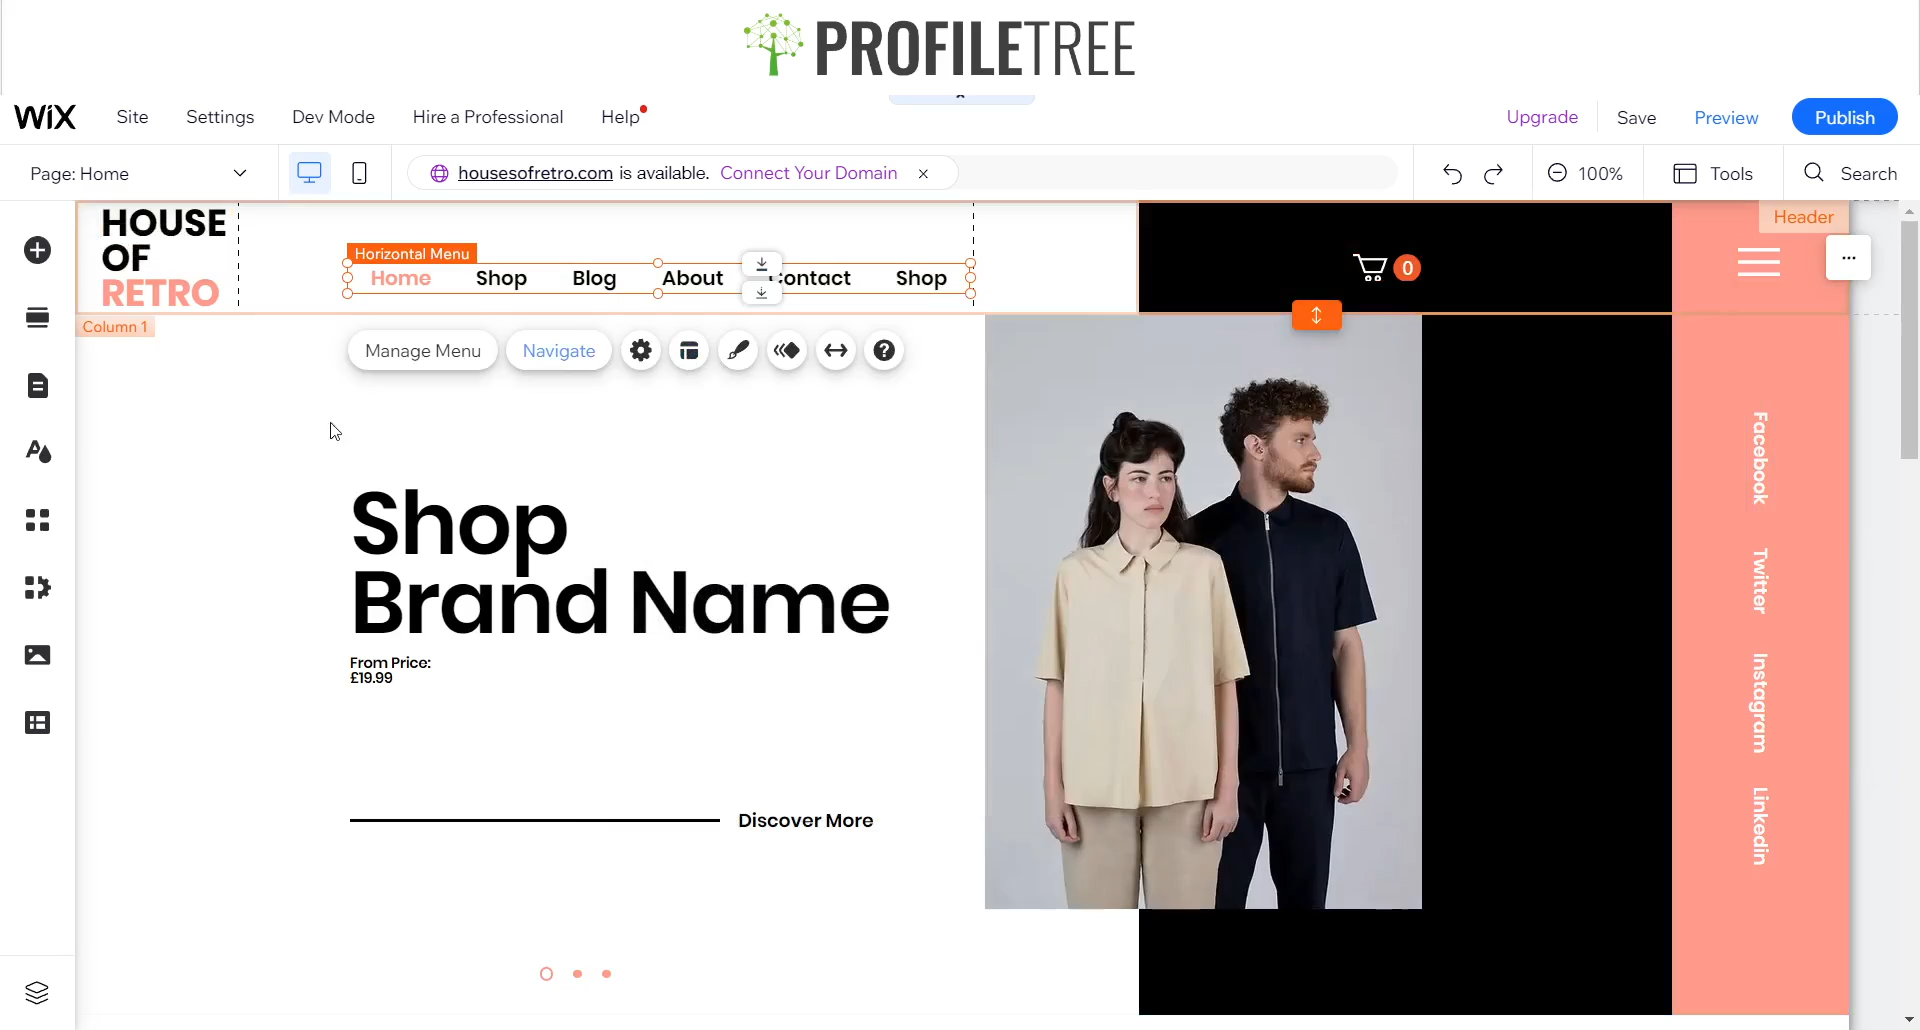 PROFILETREE
WiX
Site
Settings
Dev Mode
Hire a Professional
Help
Upgrade
Save
Preview
Publish
Page: Home
housesofretro.com is available. Connect Your Domain
100%
Tools
Search
HOUSE
OF
RETRO
Header
Horizontal Menu
Home
Shop
Blog
About
Contact
Shop
0
Column 1
Manage Menu
Navigate
Shop
Brand Name
From Price:
£19.99
Discover More
Facebook
Twitter
Instagram
Linkedin